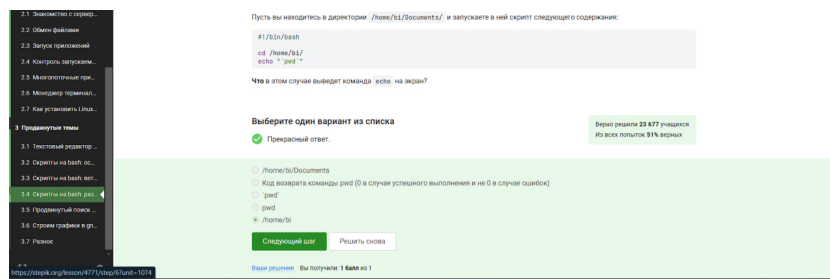 2.1 Знакомство с сервер...
2.2 Обмен файлами
2.3 Запуск приложений
2.4 Контроль запускаем...
2.5 Многопоточные при...
2.6 Менеджер терминал...
2.7 Как установить Linux...
3 Продвинутые темы
3.1 Текстовый редактор ...
3.2 Скрипты на bash: ос...
3.3 Скрипты на bash: вет...
3.4 Скрипты на bash: раз...
3.5 Продвинутый поиск ...
3.6 Строим графики в gn...
3.7 Разное
https://stepik.org/lesson/4771/step/6?unit=1074
Пусть вы находитесь в директории /home/bi/Documents/ и запускаете в ней скрипт следующего содержания:
#!/bin/bash
cd /home/bi/
echo "`pwd`"
Что в этом случае выведет команда echo на экран?
Выберите один вариант из списка
Прекрасный ответ.
Верно решили 23 677 учащихся
Из всех попыток 51% верных
/home/bi/Documents
Код возврата команды pwd (0 в случае успешного выполнения и не 0 в случае ошибок)
`pwd`
pwd
/home/bi
Следующий шаг
Решить снова
Ваши решения Вы получили: 1 балл из 1